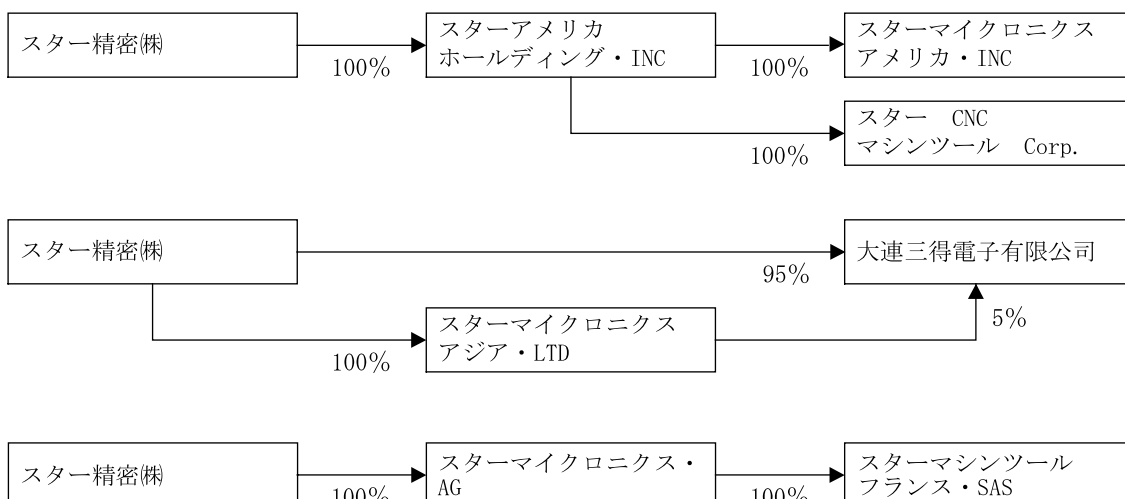 スター精密㈱
100%
スターアメリカ
ホールディング・INC
100%
スターマイクロニクス
アメリカ・INC
100%
スター　CNC
マシンツール　Corp.
スター精密㈱
95%
大連三得電子有限公司
100%
スターマイクロニクス
アジア・LTD
5%
スター精密㈱
100%
スターマイクロニクス・
AG
100%
スターマシンツール
フランス・SAS